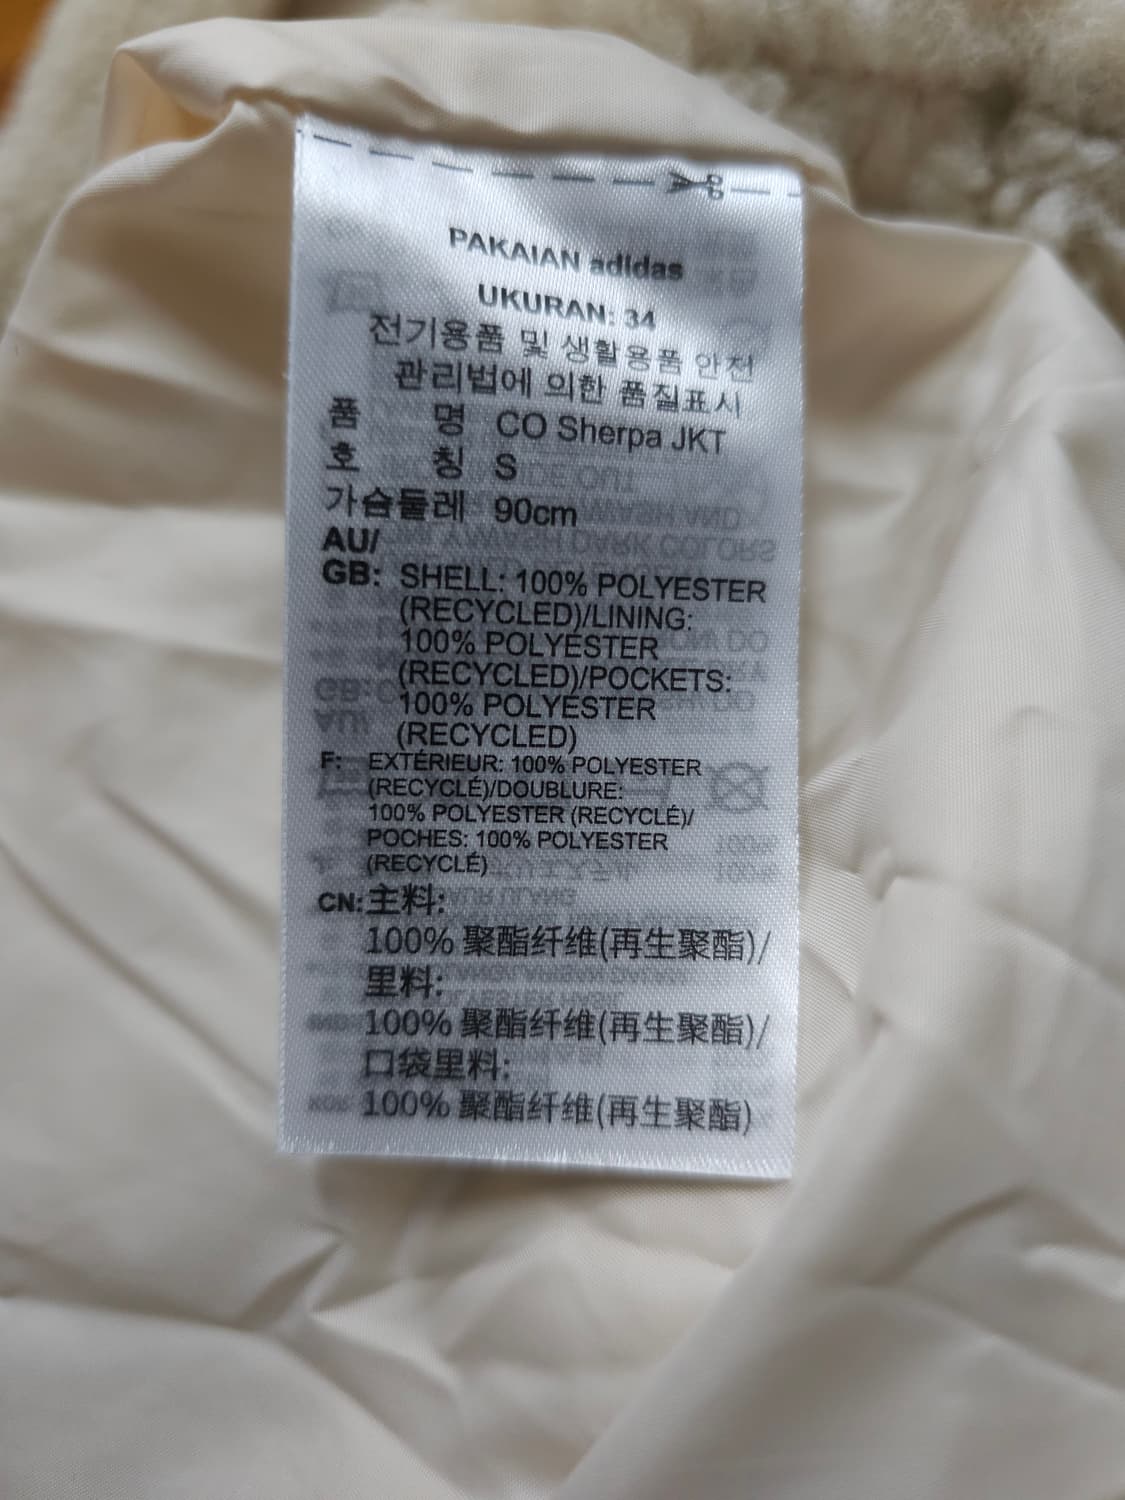 PAKAIAN adidas
UKURAN: 34
전기용품 및 생활용품 안전
관리법에 의한 품질표시
품 명 CO Sherpa JKT
호 칭 S
가슴둘레 90cm
AU/
GB: SHELL: 100% POLYESTER
(RECYCLED)/LINING:
100% POLYESTER
(RECYCLED)/POCKETS:
100% POLYESTER
(RECYCLED)
F: EXTÉRIEUR: 100% POLYESTER
(RECYCLÉ)/DOUBLURE:
100% POLYESTER (RECYCLÉ)/
POCHES: 100% POLYESTER
(RECYCLÉ)
CN: 主料:
100% 聚酯纤维(再生聚酯)/
里料:
100% 聚酯纤维(再生聚酯)/
口袋里料:
100% 聚酯纤维(再生聚酯)